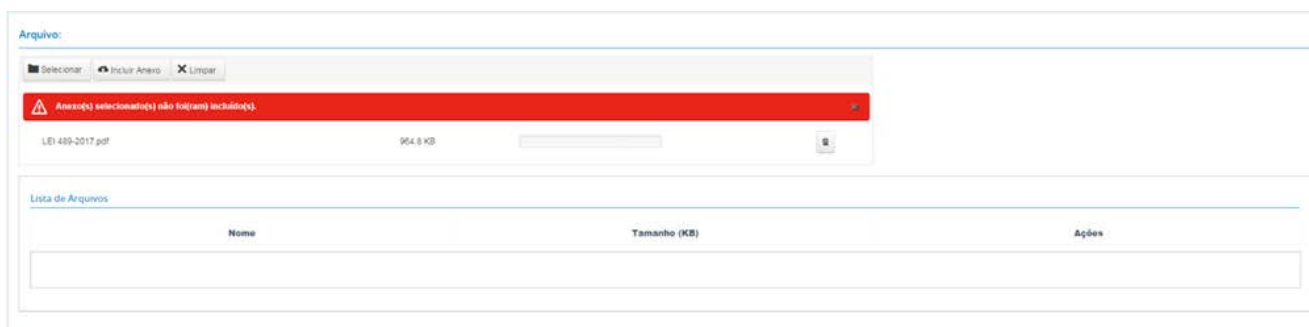 Arquivo:
Selecionar Incluir Anexo Limpar
Anexo(s) selecionado(s) não foi(ram) incluído(s).
LEI 489-2017.pdf 964.8 KB
Lista de Arquivos
Nome Tamanho (KB) Ações